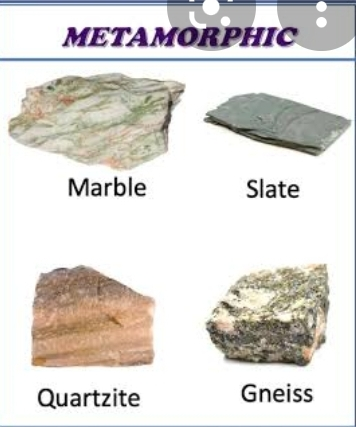 METAMORPHIC
Marble
Slate
Quartzite
Gneiss